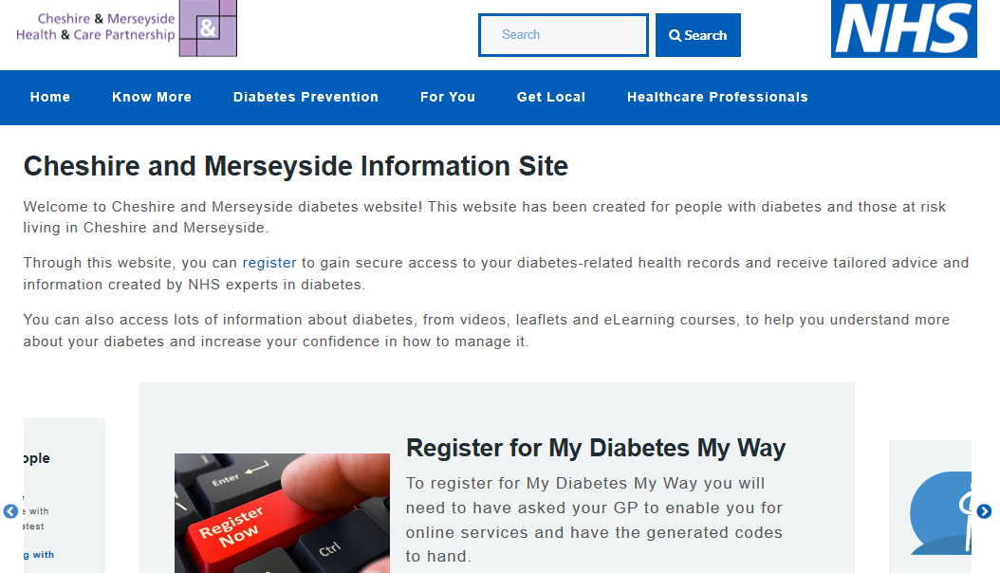 Cheshire & Merseyside
Health & Care Partnership
&
Search
Search
NHS
Home Know More Diabetes Prevention For You Get Local Healthcare Professionals
Cheshire and Merseyside Information Site
Welcome to Cheshire and Merseyside diabetes website! This website has been created for people with diabetes and those at risk
living in Cheshire and Merseyside.
Through this website, you can register to gain secure access to your diabetes-related health records and receive tailored advice and
information created by NHS experts in diabetes.
You can also access lots of information about diabetes, from videos, leaflets and eLearning courses, to help you understand more
about your diabetes and increase your confidence in how to manage it.
with
with
Enter
Register
Now
Ctrl
Register for My Diabetes My Way
To register for My Diabetes My Way you will
need to have asked your GP to enable you for
online services and have the generated codes
to hand.